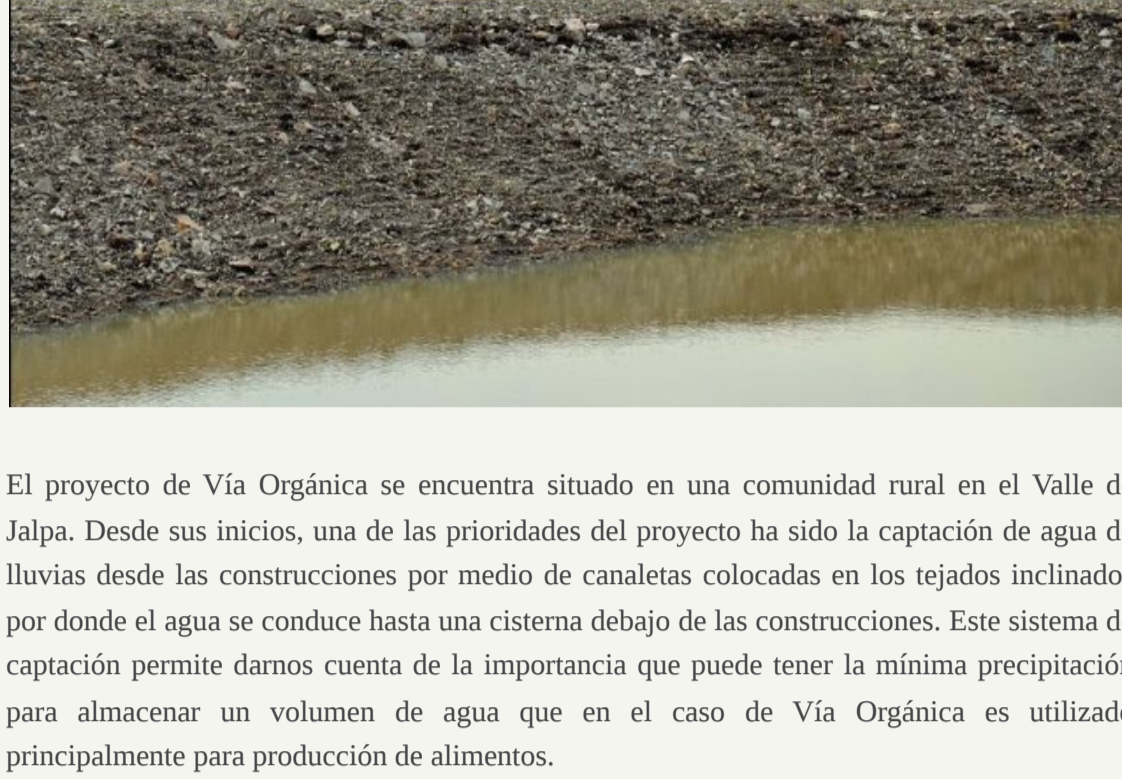 El proyecto de Vía Orgánica se encuentra situado en una comunidad rural en el Valle d
Jalpa. Desde sus inicios, una de las prioridades del proyecto ha sido la captación de agua d
lluvias desde las construcciones por medio de canaletas colocadas en los tejados inclinado
por donde el agua se conduce hasta una cisterna debajo de las construcciones. Este sistema d
captación permite darnos cuenta de la importancia que puede tener la mínima precipitación
para almacenar un volumen de agua que en el caso de Vía Orgánica es utilizad
principalmente para producción de alimentos.